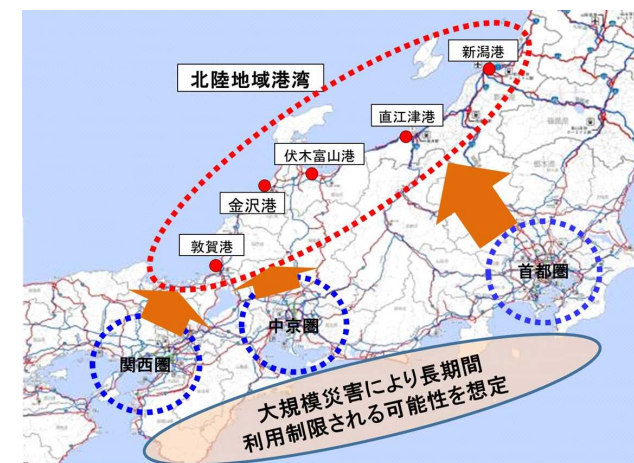 新潟港
北陸地域港湾
直江津港
伏木富山港
金沢港
敦賀港
首都圏
中京圏
関西圏
大規模災害により長期間
利用制限される可能性を想定